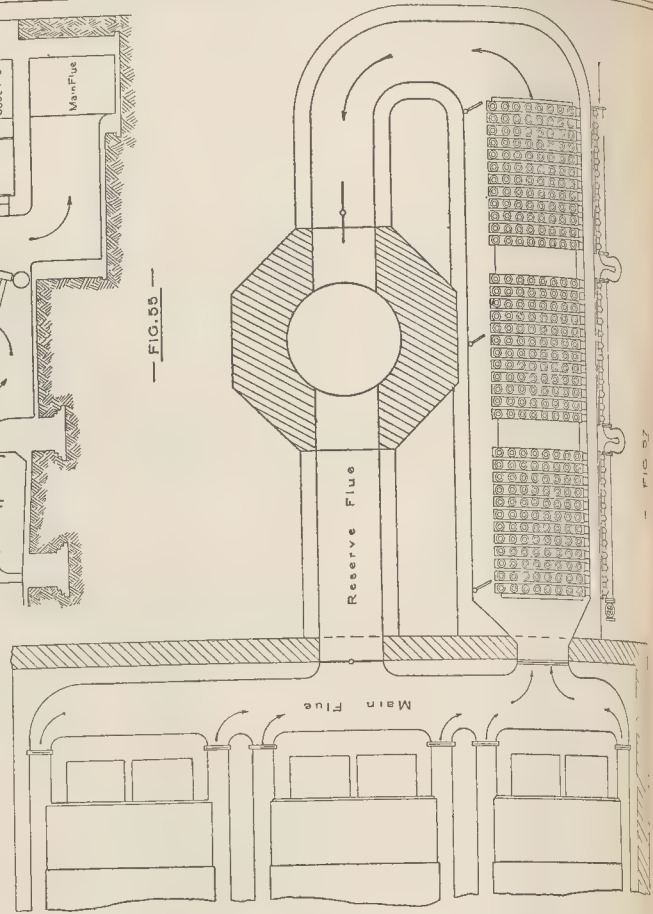 Main Flue
— FIG. 55 —
Reserve Flue
Main Flue
— FIG 57